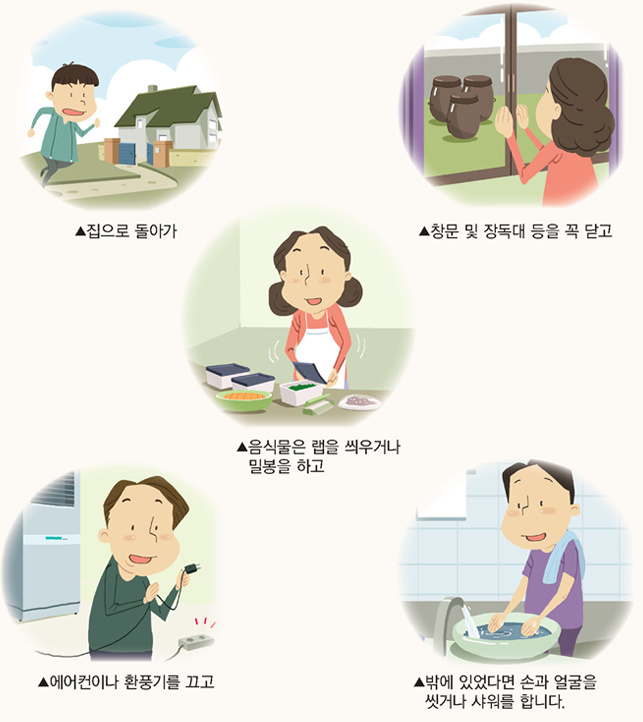 ▲집으로 돌아가
▲창문 및 장독대 등을 꼭 닫고
▲음식물은 랩을 씌우거나
밀봉을 하고
▲에어컨이나 환풍기를 끄고
▲밖에 있었다면 손과 얼굴을
씻거나 샤워를 합니다.